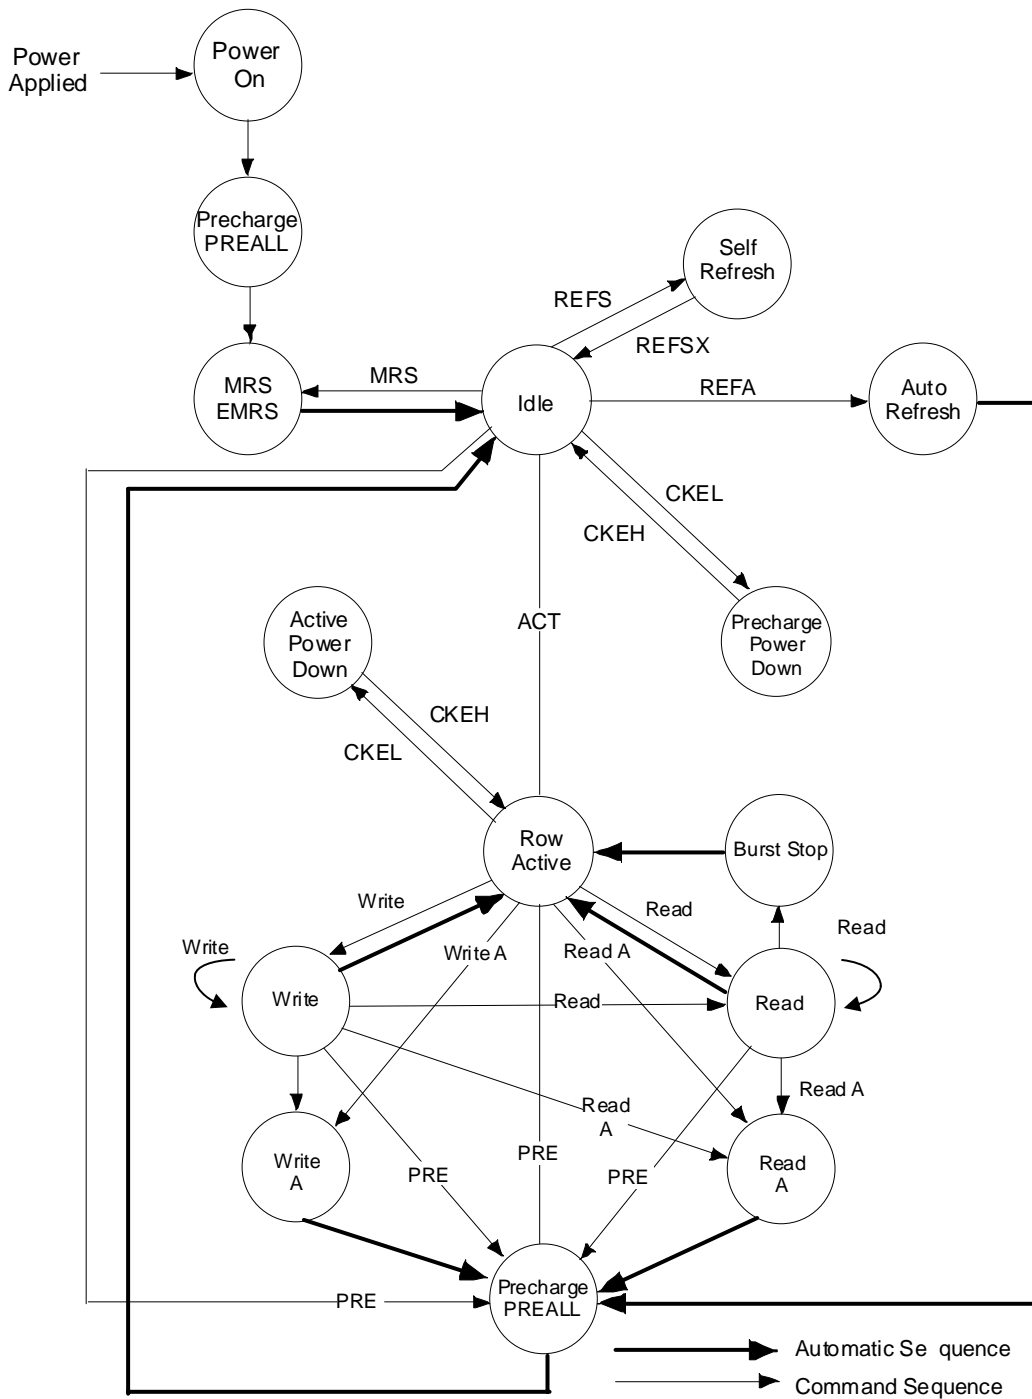 Power
Applied
Power
On
Precharge
PREALL
Self
Refresh
REFS
REFSX
MRS
EMRS
MRS
Idle
REFA
Auto
Refresh
CKEL
CKEH
Active
Power
Down
ACT
Precharge
Power
Down
CKEH
CKEL
Row
Active
Burst Stop
Write
Read
Write
Write A
Read A
Read
Write
Read
Read
Read A
Read
A
Write
A
PRE
PRE
PRE
Read
A
Precharge
PREALL
PRE
Automatic Se quence
Command Sequence